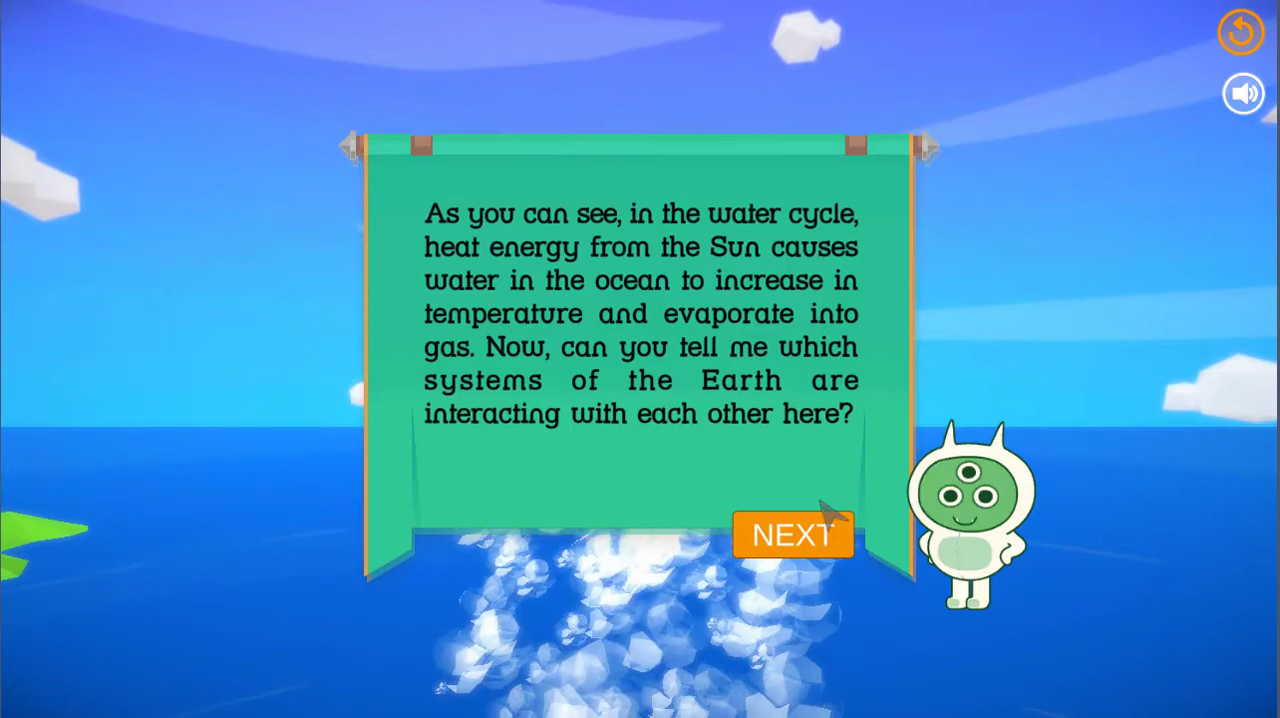 As you can see, in the water cycle,
heat energy from the Sun causes
water in the ocean to increase in
temperature and evaporate into
gas. Now, can you tell me which
systems of the Earth are
interacting with each other here?
NEXT